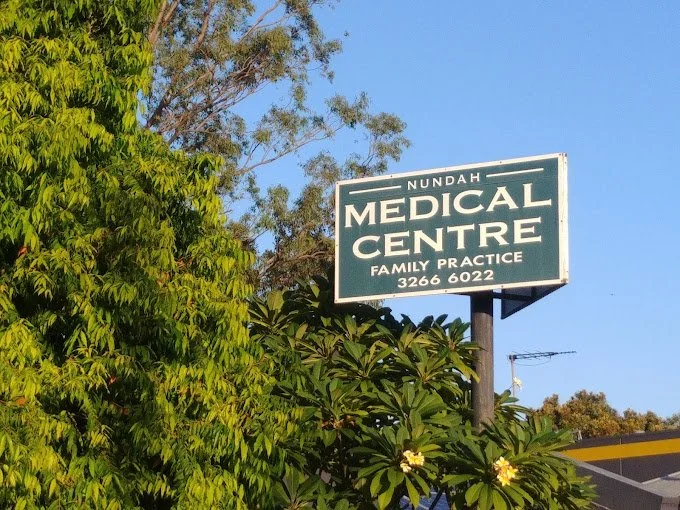 NUNDAH
MEDICAL
CENTRE
FAMILY PRACTICE
3266 6022